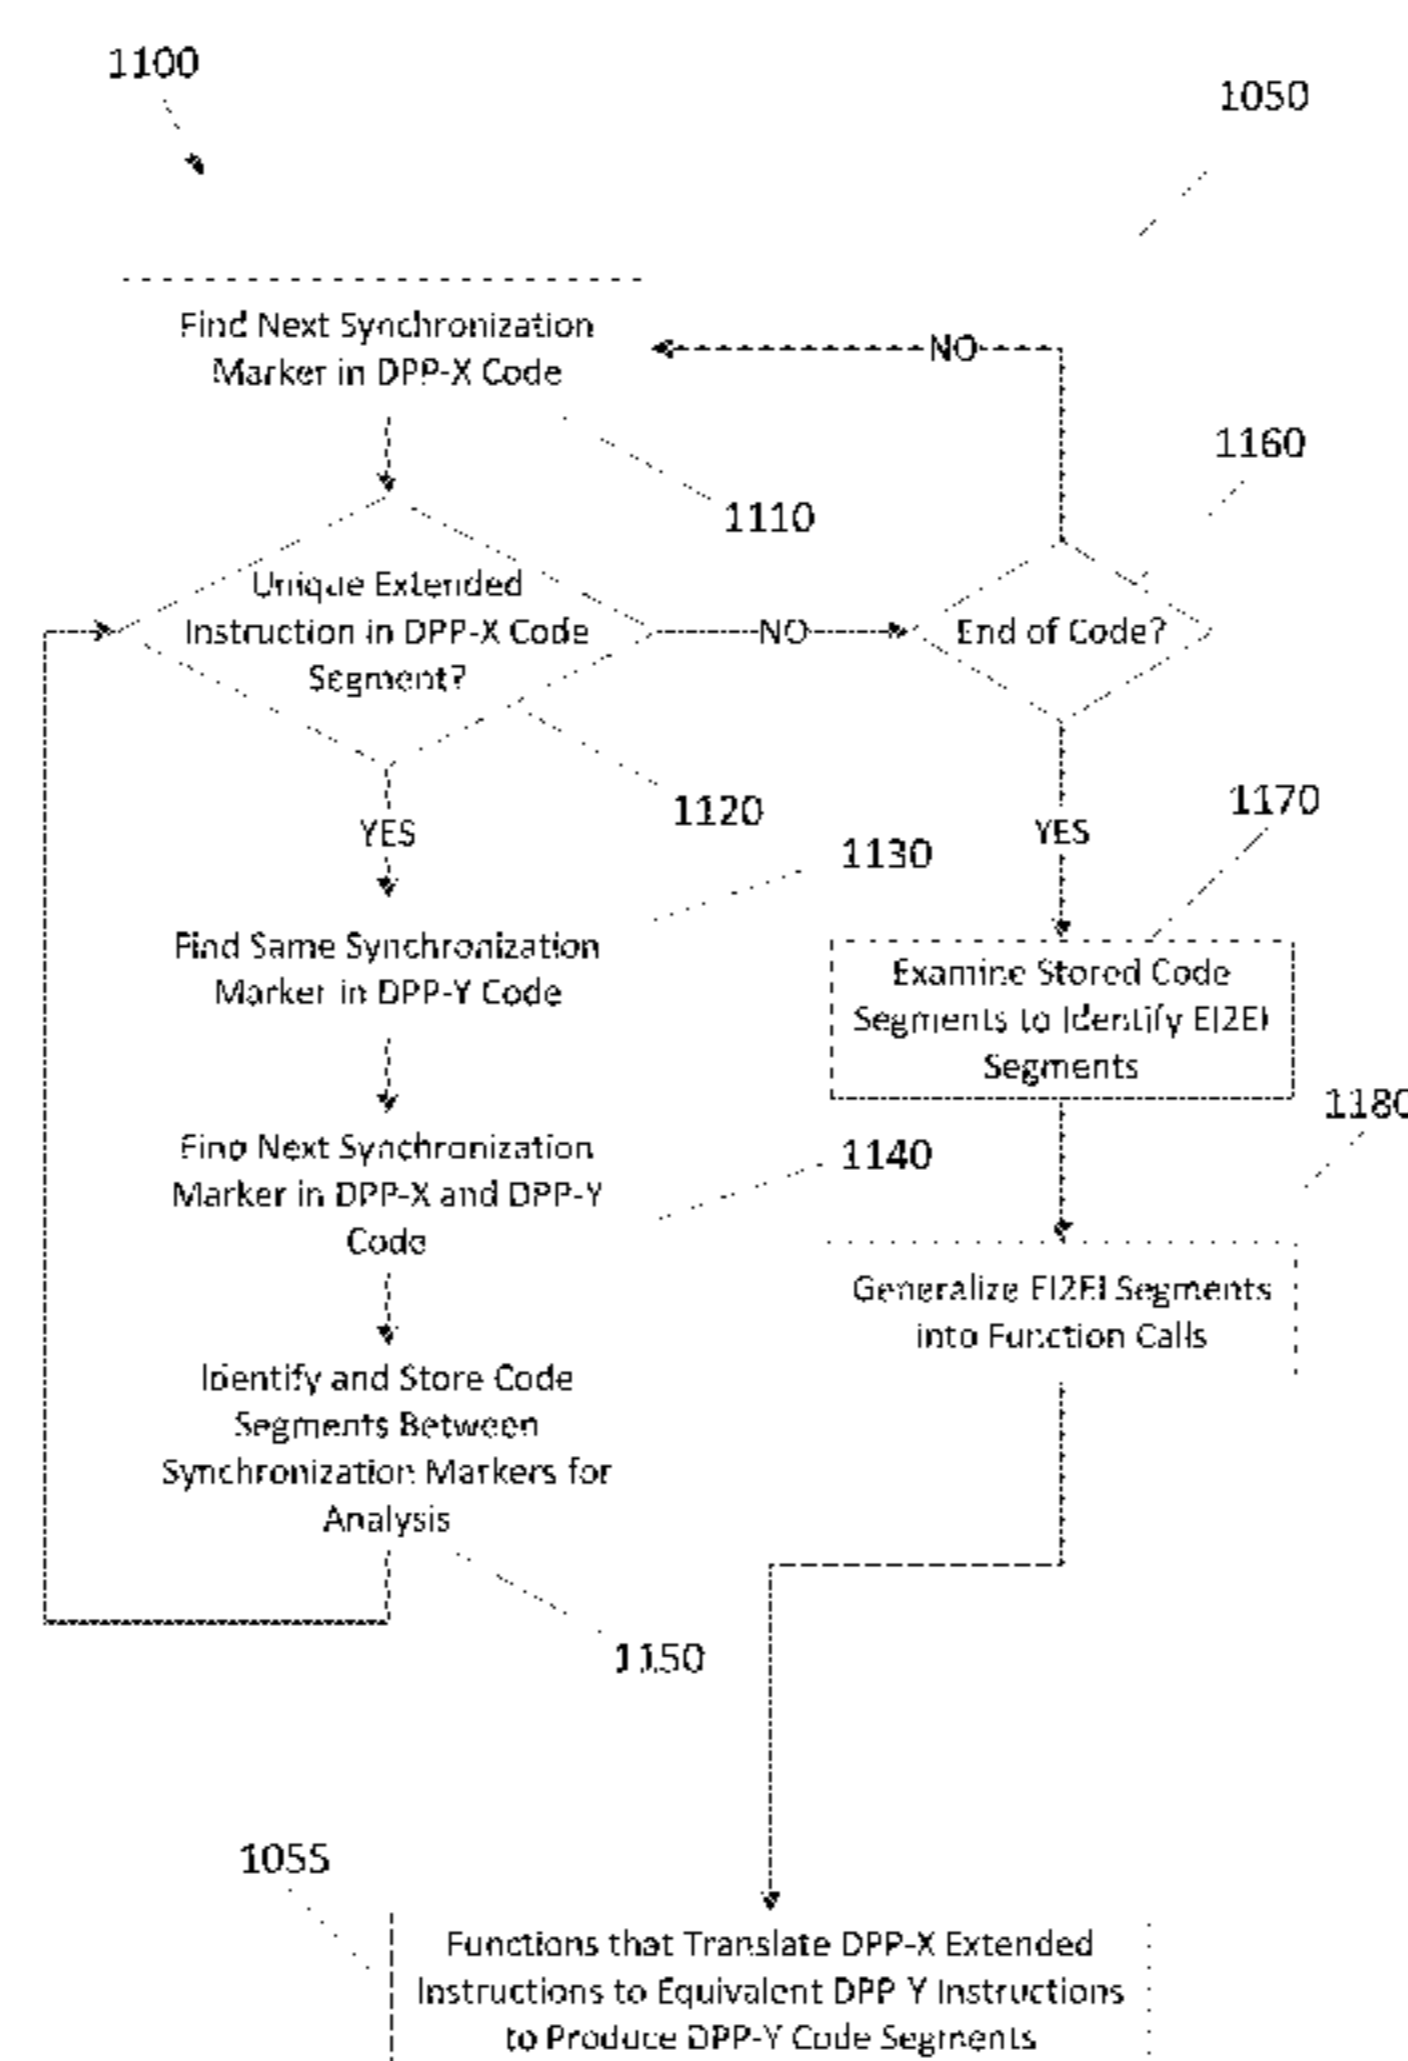 1100
1050
Find Next Synchronization
Marker in DPP-X Code
NO
1160
1110
Unique Extended
Instruction in DPP-X Code
Segment?
NO
End of Code?
1120
YES
1130
1170
YES
Find Same Synchronization
Marker in DPP-Y Code
Examine Stored Code
Segments to Identify EI2EI
Segments
1180
Find Next Synchronization
Marker in DPP-X and DPP-Y
Code
1140
Generalize EI2EI Segments
into Function Calls
Identify and Store Code
Segments Between
Synchronization Markers for
Analysis
1150
1055
Functions that Translate DPP-X Extended
Instructions to Equivalent DPP-Y Instructions
to Produce DPP-Y Code Segments